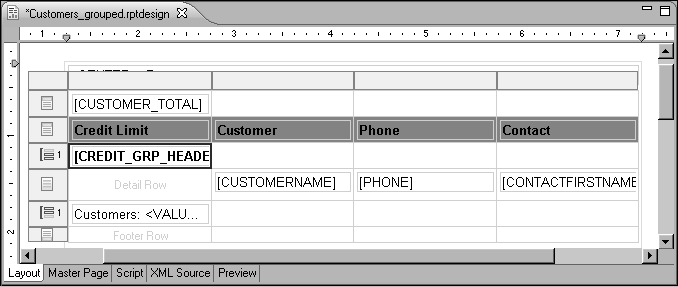 *Customers_grouped.rptdesign
1 2 3 4 5 6 7
[CUSTOMER_TOTAL]
Credit Limit Customer Phone Contact
1 [CREDIT_GRP_HEADE
Detail Row [CUSTOMERNAME] [PHONE] [CONTACTFIRSTNAME
1 Customers: <VALU...
Footer Row
1
2
Layout Master Page Script XML Source Preview